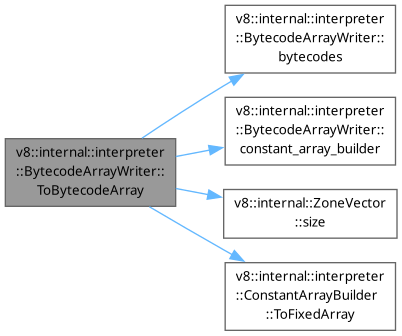 v8::internal::interpreter
::BytecodeArrayWriter::
ToBytecodeArray
v8::internal::interpreter
::BytecodeArrayWriter::
bytecodes
v8::internal::interpreter
::BytecodeArrayWriter::
constant_array_builder
v8::internal::ZoneVector
::size
v8::internal::interpreter
::ConstantArrayBuilder
::ToFixedArray